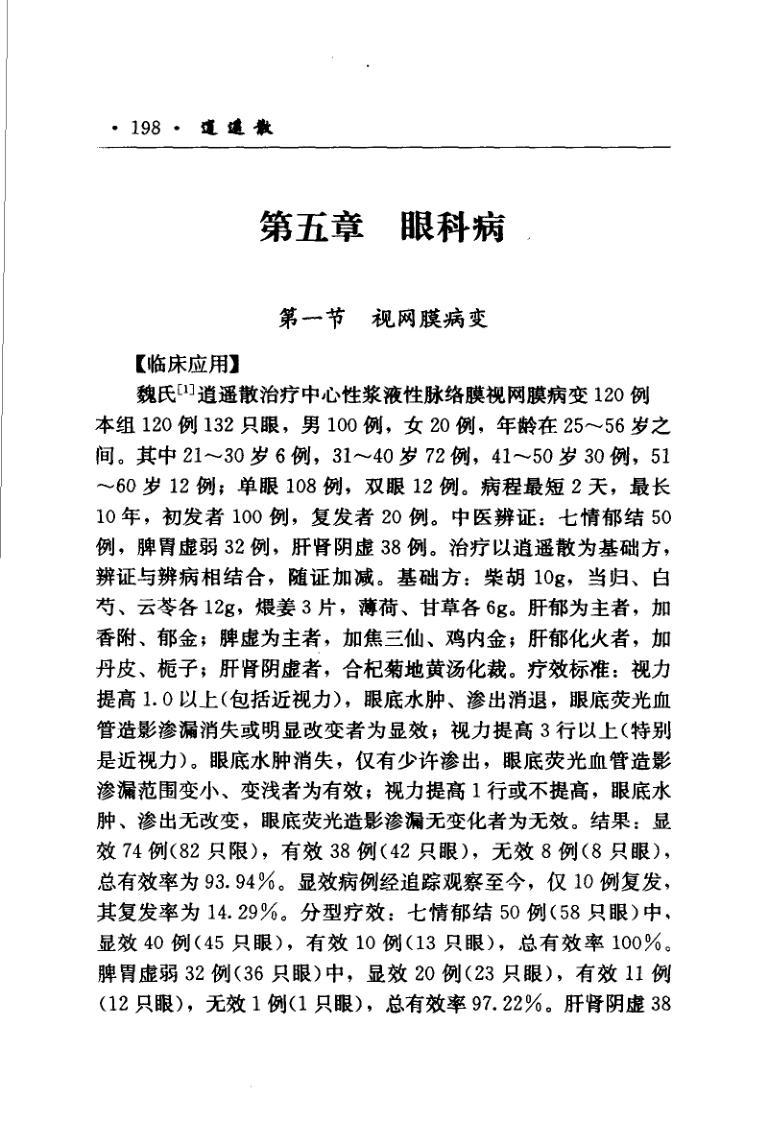 · 198 · 逍遥散
第五章 眼科病
第一节 视网膜病变
【临床应用】
魏氏[1]逍遥散治疗中心性浆液性脉络膜视网膜病变 120 例
本组 120 例 132 只眼，男 100 例，女 20 例，年龄在 25～56 岁之
间。其中 21～30 岁 6 例，31～40 岁 72 例，41～50 岁 30 例，51
～60 岁 12 例；单眼 108 例，双眼 12 例。病程最短 2 天，最长
10 年，初发者 100 例，复发者 20 例。中医辨证：七情郁结 50
例，脾胃虚弱 32 例，肝肾阴虚 38 例。治疗以逍遥散为基础方，
辨证与辨病相结合，随证加减。基础方：柴胡 10g，当归、白
芍、云苓各 12g，煨姜 3 片，薄荷、甘草各 6g。肝郁为主者，加
香附、郁金；脾虚为主者，加焦三仙、鸡内金；肝郁化火者，加
丹皮、栀子；肝肾阴虚者，合杞菊地黄汤化裁。疗效标准：视力
提高 1.0 以上(包括近视力)，眼底水肿、渗出消退，眼底荧光血
管造影渗漏消失或明显改变者为显效；视力提高 3 行以上(特别
是近视力)。眼底水肿消失，仅有少许渗出，眼底荧光血管造影
渗漏范围变小、变浅者为有效；视力提高 1 行或不提高，眼底水
肿、渗出无改变，眼底荧光造影渗漏无变化者为无效。结果：显
效 74 例(82 只限)，有效 38 例(42 只眼)，无效 8 例(8 只眼)，
总有效率为 93.94%。显效病例经追踪观察至今，仅 10 例复发，
其复发率为 14.29%。分型疗效：七情郁结 50 例(58 只眼)中，
显效 40 例(45 只眼)，有效 10 例(13 只眼)，总有效率 100%。
脾胃虚弱 32 例(36 只眼)中，显效 20 例(23 只眼)，有效 11 例
(12 只眼)，无效 1 例(1 只眼)，总有效率 97.22%。肝肾阴虚 38